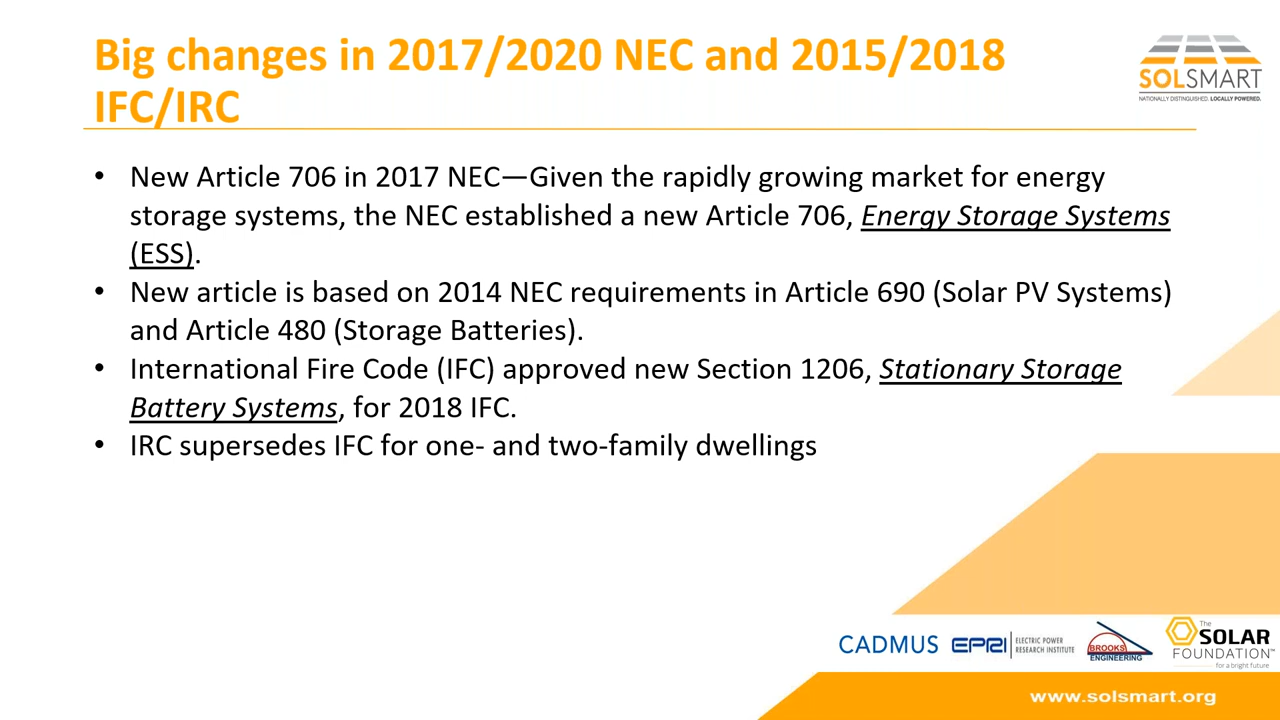 Big changes in 2017/2020 NEC and 2015/2018
IFC/IRC
SOLSMART
NATIONALLY DISTINGUISHED. LOCALLY POWERED.
• New Article 706 in 2017 NEC—Given the rapidly growing market for energy
storage systems, the NEC established a new Article 706, Energy Storage Systems
(ESS).
• New article is based on 2014 NEC requirements in Article 690 (Solar PV Systems)
and Article 480 (Storage Batteries).
• International Fire Code (IFC) approved new Section 1206, Stationary Storage
Battery Systems, for 2018 IFC.
• IRC supersedes IFC for one- and two-family dwellings
CADMUS
EPRI
ELECTRIC POWER
RESEARCH INSTITUTE
BROOKS
ENGINEERING
The
SOLAR
FOUNDATION™
for a bright future
www.solsmart.org